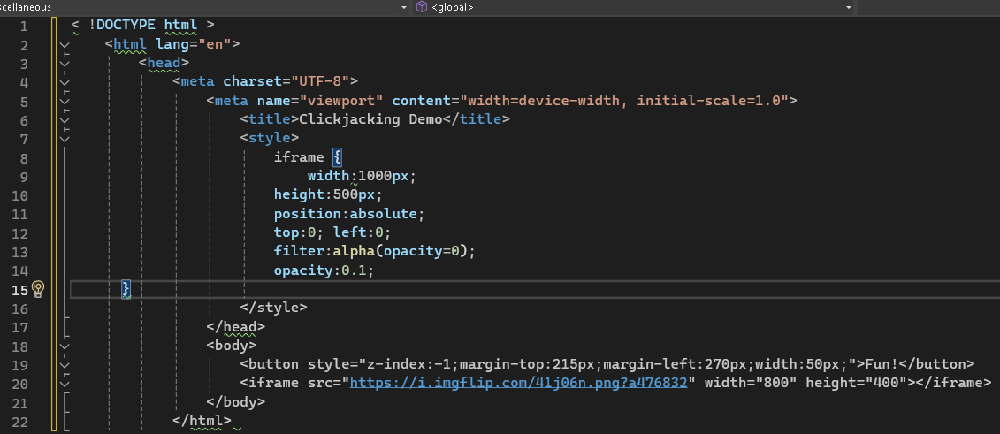 scellaneous <global>
1 < !DOCTYPE html >
2 <html lang="en">
3 <head>
4 <meta charset="UTF-8">
5 <meta name="viewport" content="width=device-width, initial-scale=1.0">
6 <title>Clickjacking Demo</title>
7 <style>
8 iframe {
9 width:1000px;
10 height:500px;
11 position:absolute;
12 top:0; left:0;
13 filter:alpha(opacity=0);
14 opacity:0.1;
15 }
16 </style>
17 </head>
18 <body>
19 <button style="z-index:-1;margin-top:215px;margin-left:270px;width:50px;">Fun!</button>
20 <iframe src="https://i.imgflip.com/41j06n.png?a476832" width="800" height="400"></iframe>
21 </body>
22 </html>